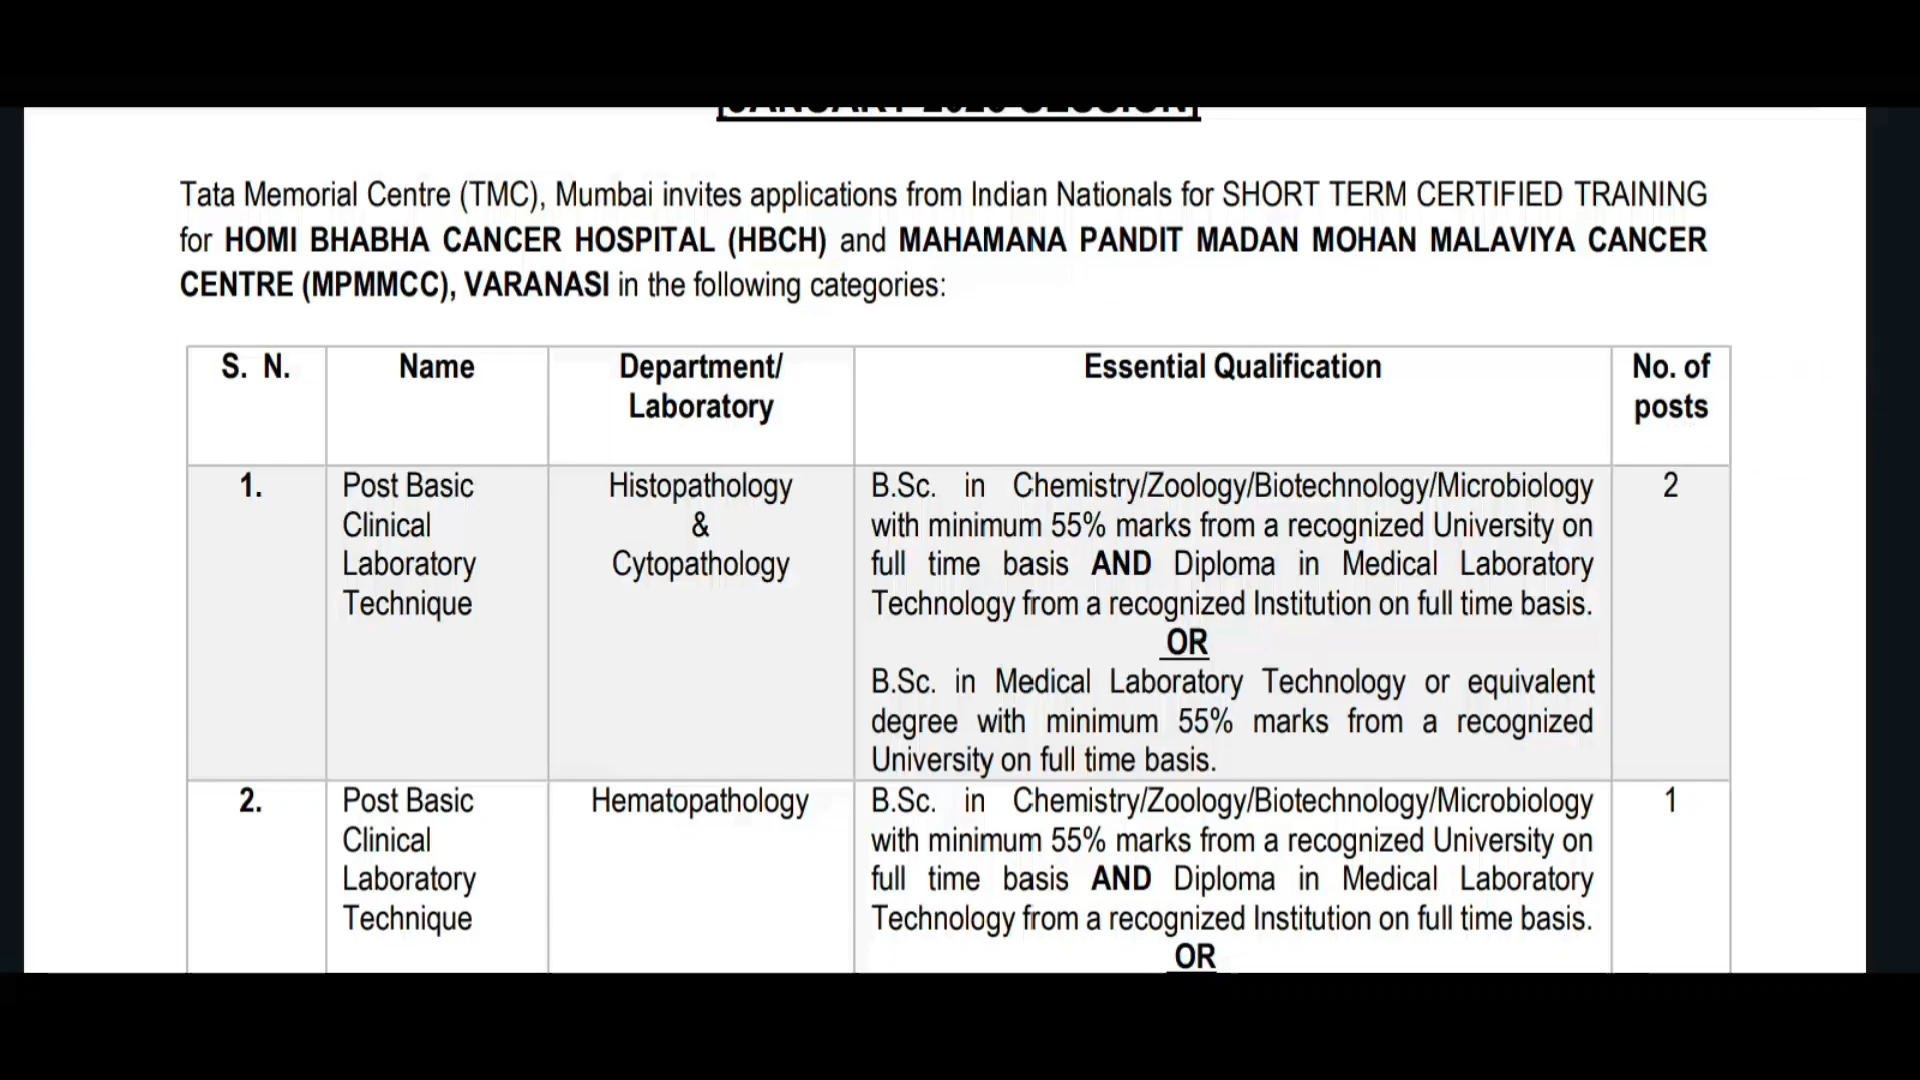 Tata Memorial Centre (TMC), Mumbai invites applications from Indian Nationals for SHORT TERM CERTIFIED TRAINING
for HOMI BHABHA CANCER HOSPITAL (HBCH) and MAHAMANA PANDIT MADAN MOHAN MALAVIYA CANCER
CENTRE (MPMMCC), VARANASI in the following categories:
S. N.
Name
Department/
Laboratory
Essential Qualification
No. of
posts
1.
Post Basic
Clinical
Laboratory
Technique
Histopathology
&
Cytopathology
B.Sc. in Chemistry/Zoology/Biotechnology/Microbiology
with minimum 55% marks from a recognized University on
full time basis AND Diploma in Medical Laboratory
Technology from a recognized Institution on full time basis.
OR
B.Sc. in Medical Laboratory Technology or equivalent
degree with minimum 55% marks from a recognized
University on full time basis.
2
2.
Post Basic
Clinical
Laboratory
Technique
Hematopathology
B.Sc. in Chemistry/Zoology/Biotechnology/Microbiology
with minimum 55% marks from a recognized University on
full time basis AND Diploma in Medical Laboratory
Technology from a recognized Institution on full time basis.
OR
1